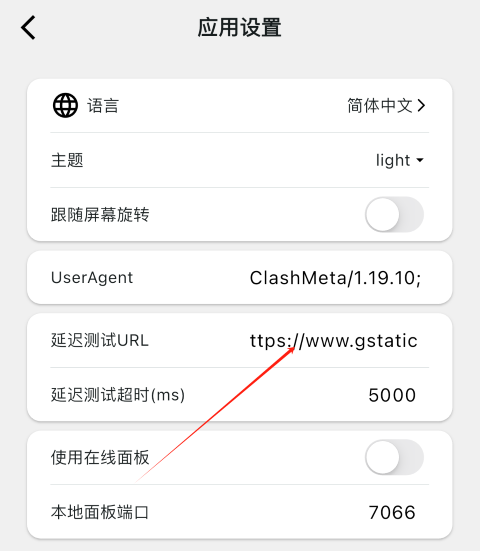 应用设置
语言 简体中文
主题 light
跟随屏幕旋转
UserAgent ClashMeta/1.19.10;
延迟测试URL ttps://www.gstatic
延迟测试超时(ms) 5000
使用在线面板
本地面板端口 7066